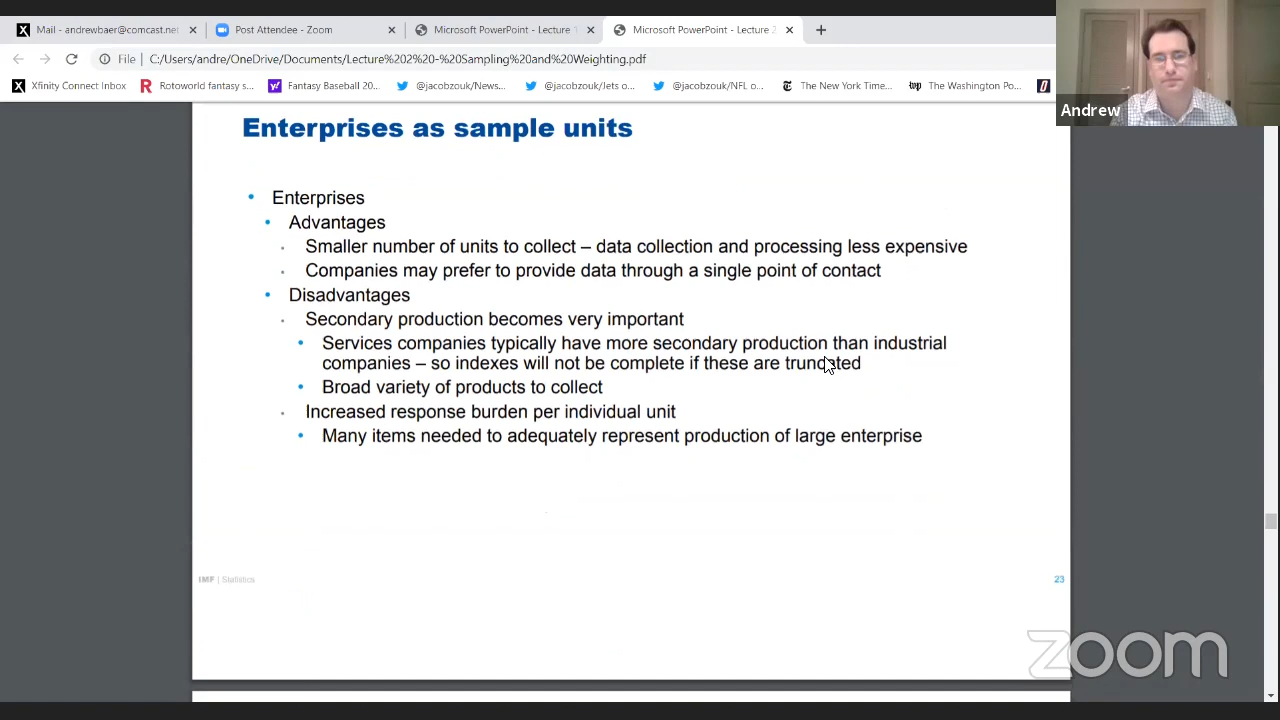 Mail - andrewbaer@comcast.net
Post Attendee - Zoom
Microsoft PowerPoint - Lecture 1
Microsoft PowerPoint - Lecture 2
File
C:/Users/andre/OneDrive/Documents/Lecture%202%20-%20Sampling%20and%20Weighting.pdf
Xfinity Connect Inbox
Rotoworld fantasy s...
Fantasy Baseball 20...
@jacobzouk/News...
@jacobzouk/Jets o...
@jacobzouk/NFL o...
The New York Time...
The Washington Po...
Andrew
Enterprises as sample units
Enterprises
Advantages
Smaller number of units to collect – data collection and processing less expensive
Companies may prefer to provide data through a single point of contact
Disadvantages
Secondary production becomes very important
Services companies typically have more secondary production than industrial
companies – so indexes will not be complete if these are truncated
Broad variety of products to collect
Increased response burden per individual unit
Many items needed to adequately represent production of large enterprise
IMF | Statistics
23
zoom